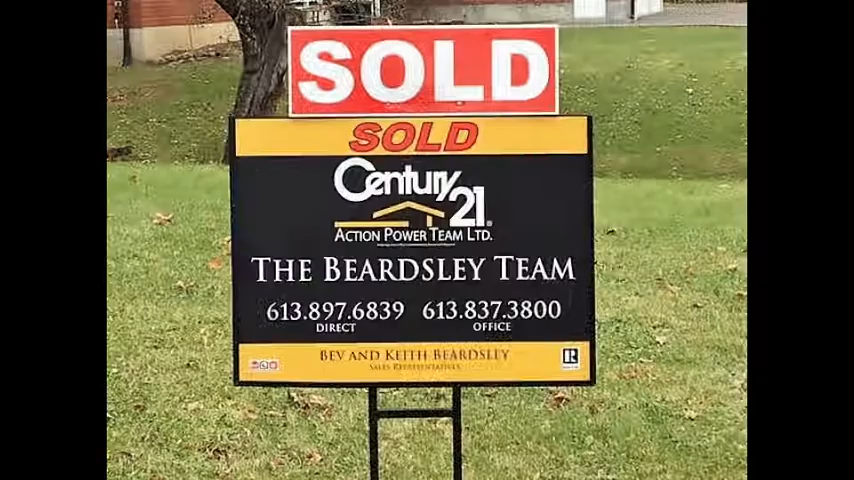 SOLD
SOLD
Century 21®
ACTION POWER TEAM LTD.
THE BEARDSLEY TEAM
613.897.6839 613.837.3800
DIRECT OFFICE
BEV AND KEITH BEARDSLEY
SALES REPRESENTATIVES